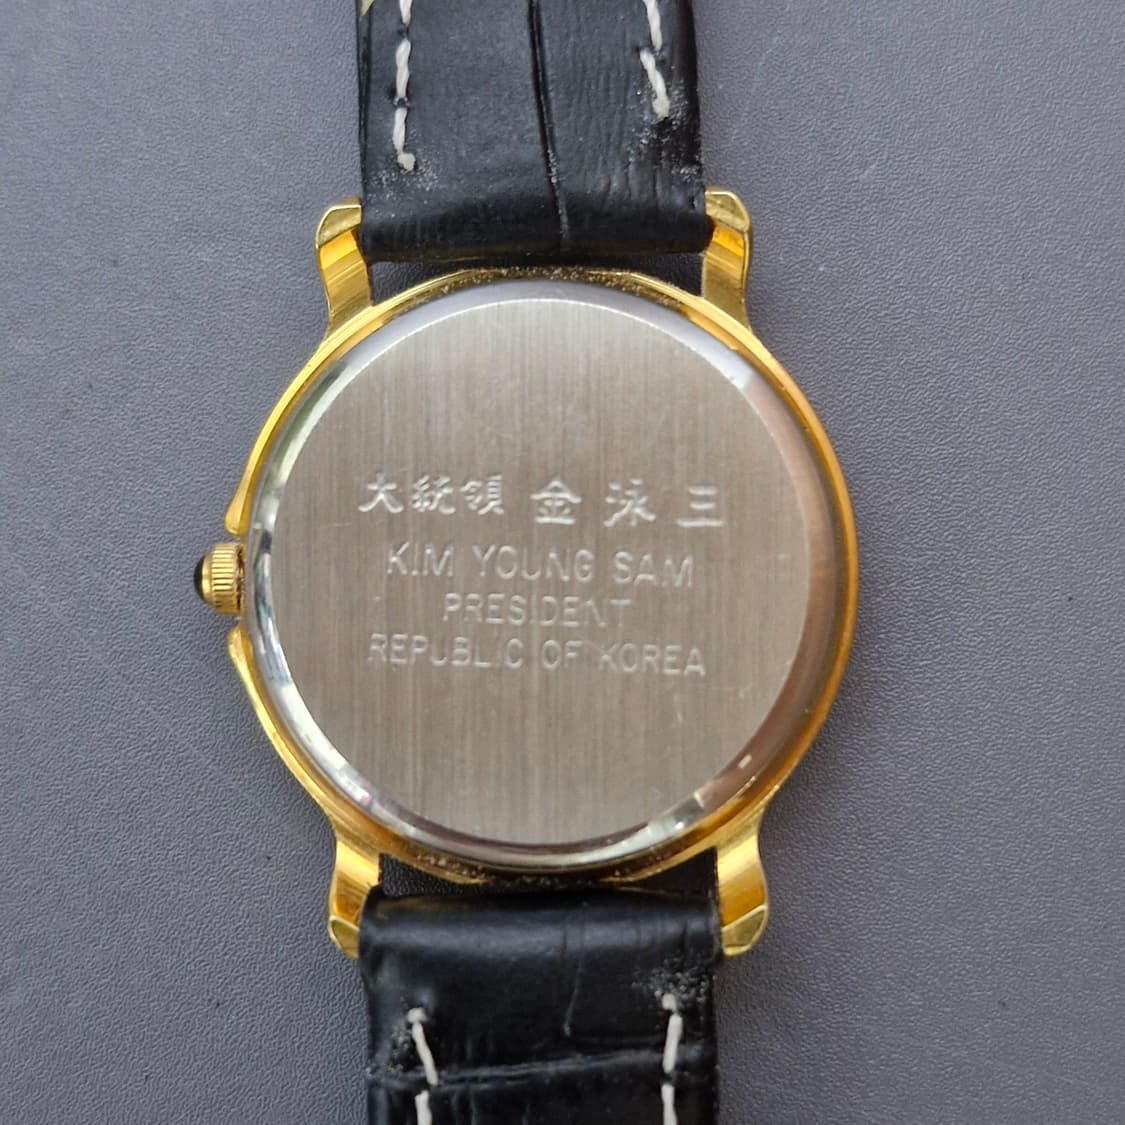 大統領 金 泳 三
KIM YOUNG SAM
PRESIDENT
REPUBLIC OF KOREA